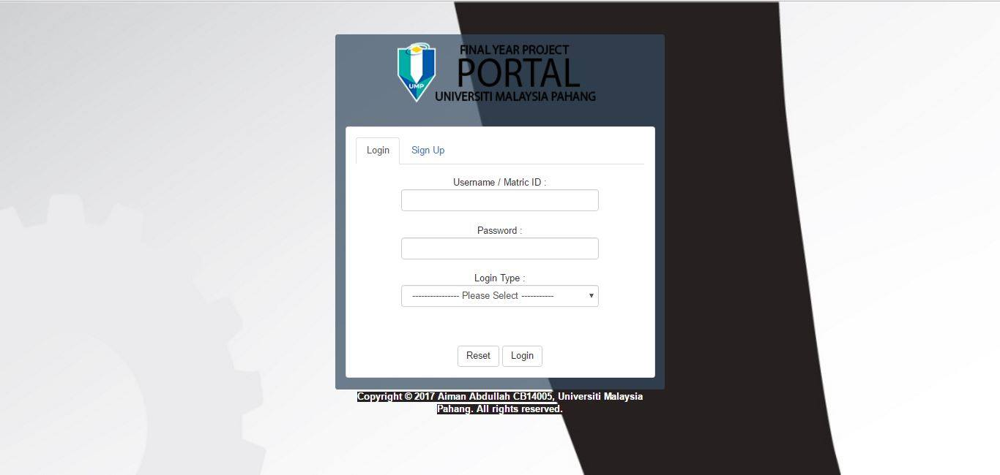 FINAL YEAR PROJECT
PORTAL
UMP
UNIVERSITI MALAYSIA PAHANG
Login
Sign Up
Username / Matric ID :
Password :
Login Type :
---------------- Please Select -----------
Reset
Login
Copyright © 2017 Aiman Abdullah CB14005, Universiti Malaysia
Pahang. All rights reserved.